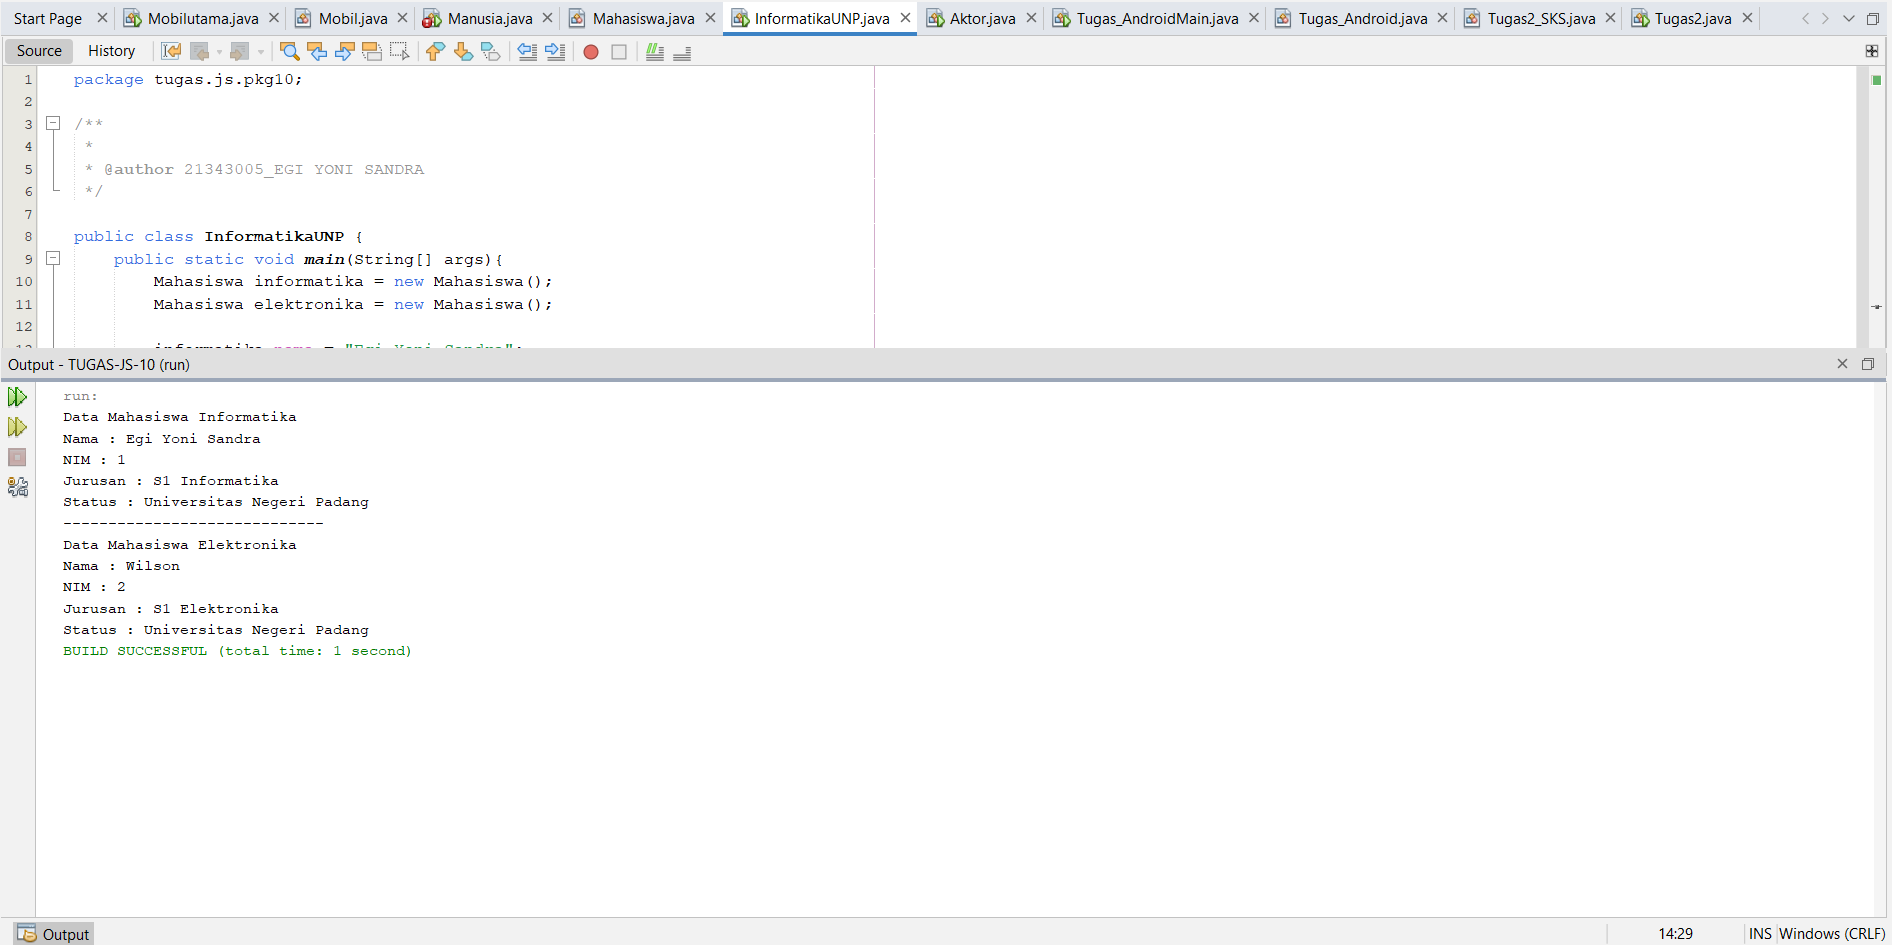 Start Page Mobilutama.java Mobil.java Manusia.java Mahasiswa.java InformatikaUNP.java Aktor.java Tugas_AndroidMain.java Tugas_Android.java Tugas2_SKS.java Tugas2.java
Source History
1 package tugas.js.pkg10;
2
3 /**
4 *
5 * @author 21343005_EGI YONI SANDRA
6 */
7
8 public class InformatikaUNP {
9 public static void main(String[] args){
10 Mahasiswa informatika = new Mahasiswa();
11 Mahasiswa elektronika = new Mahasiswa();
12
13 informatika.nama = "Egi Yoni Sandra";
Output - TUGAS-JS-10 (run)
run:
Data Mahasiswa Informatika
Nama : Egi Yoni Sandra
NIM : 1
Jurusan : S1 Informatika
Status : Universitas Negeri Padang
-----------------------------
Data Mahasiswa Elektronika
Nama : Wilson
NIM : 2
Jurusan : S1 Elektronika
Status : Universitas Negeri Padang
BUILD SUCCESSFUL (total time: 1 second)
Output
14:29 INS Windows (CRLF)